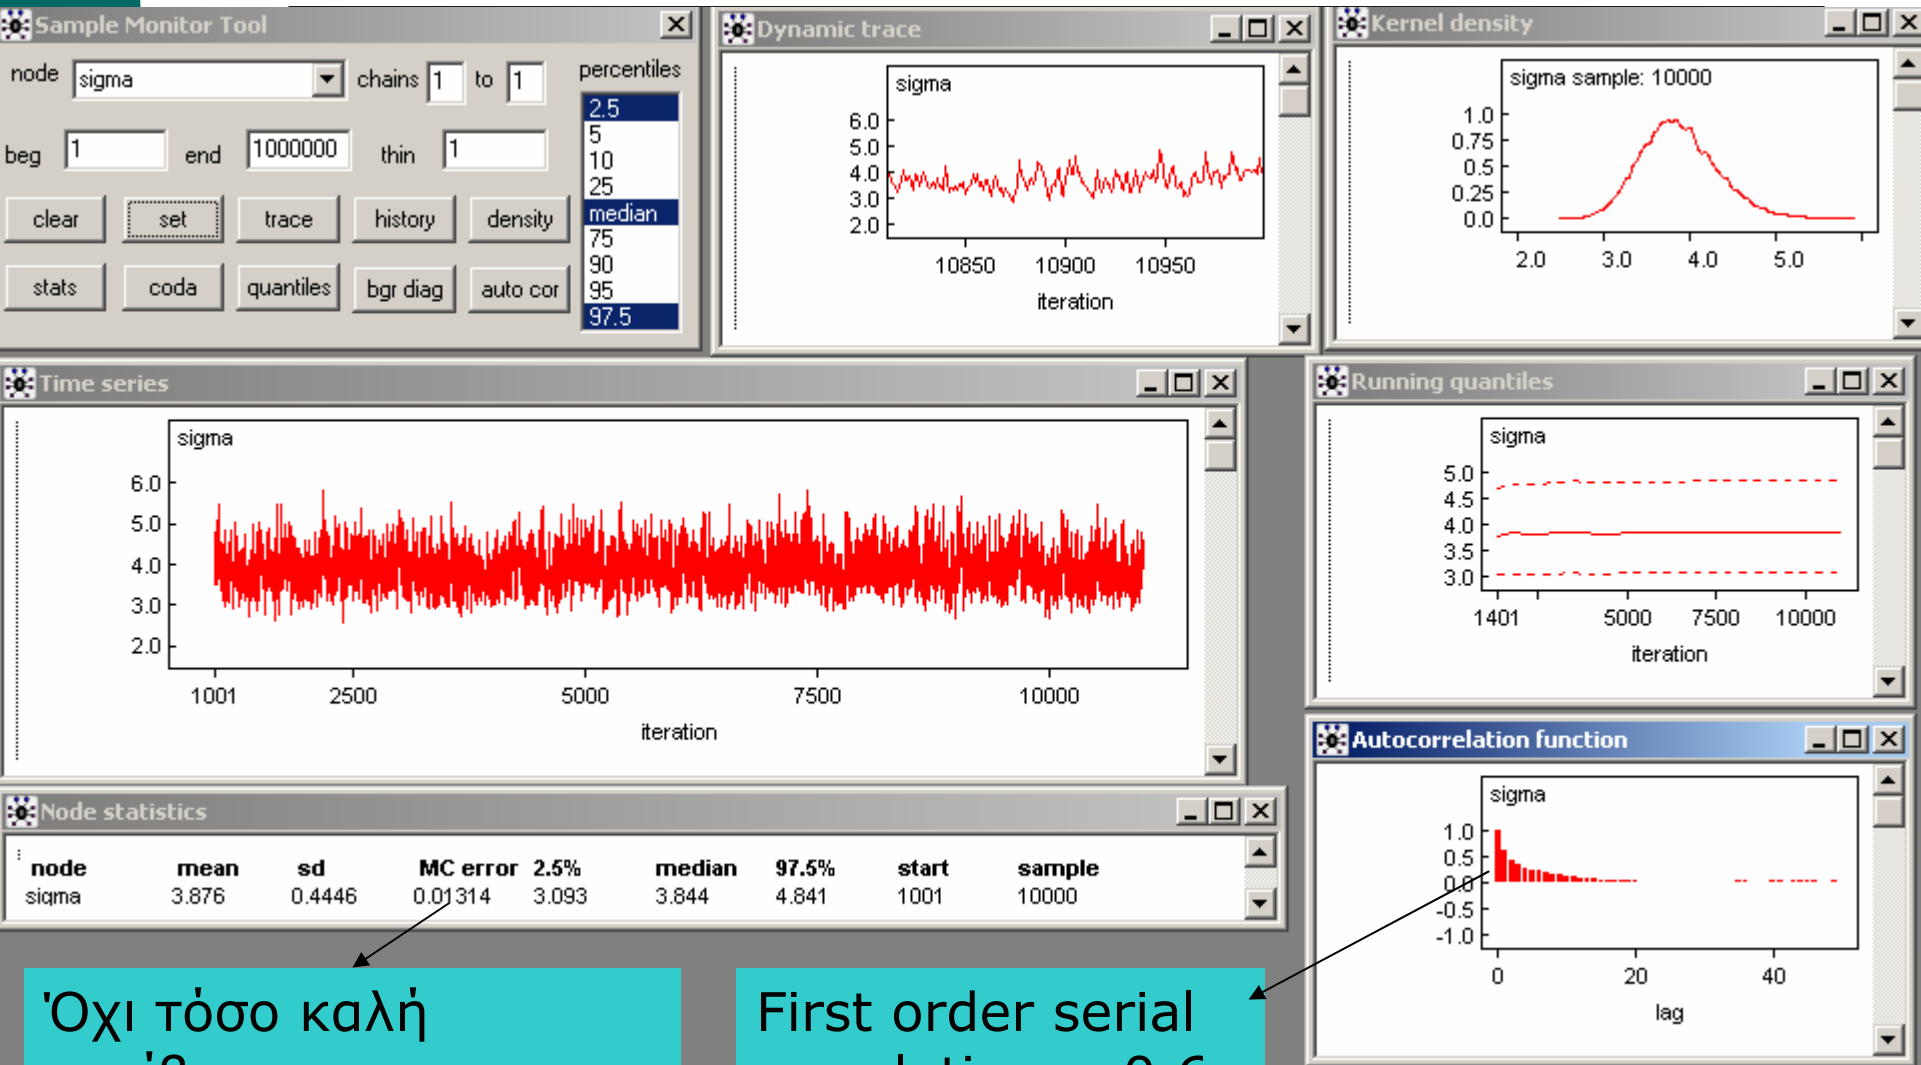 Sample Monitor Tool
node sigma chains 1 to 1 percentiles
2.5
5
10
25
median
75
90
95
97.5
beg 1 end 1000000 thin 1
clear set trace history density
stats coda quantiles bgr diag auto cor
Dynamic trace
sigma
6.0
5.0
4.0
3.0
2.0
10850 10900 10950
iteration
Kernel density
sigma sample: 10000
1.0
0.75
0.5
0.25
0.0
2.0 3.0 4.0 5.0
Time series
sigma
6.0
5.0
4.0
3.0
2.0
1001 2500 5000 7500 10000
iteration
Running quantiles
sigma
5.0
4.5
4.0
3.5
3.0
1401 5000 7500 10000
iteration
Node statistics
node mean sd MC error 2.5% median 97.5% start sample
sigma 3.876 0.4446 0.01314 3.093 3.844 4.841 1001 10000
Autocorrelation function
sigma
1.0
0.5
0.0
-0.5
-1.0
0 20 40
lag
Όχι τόσο καλή
First order serial